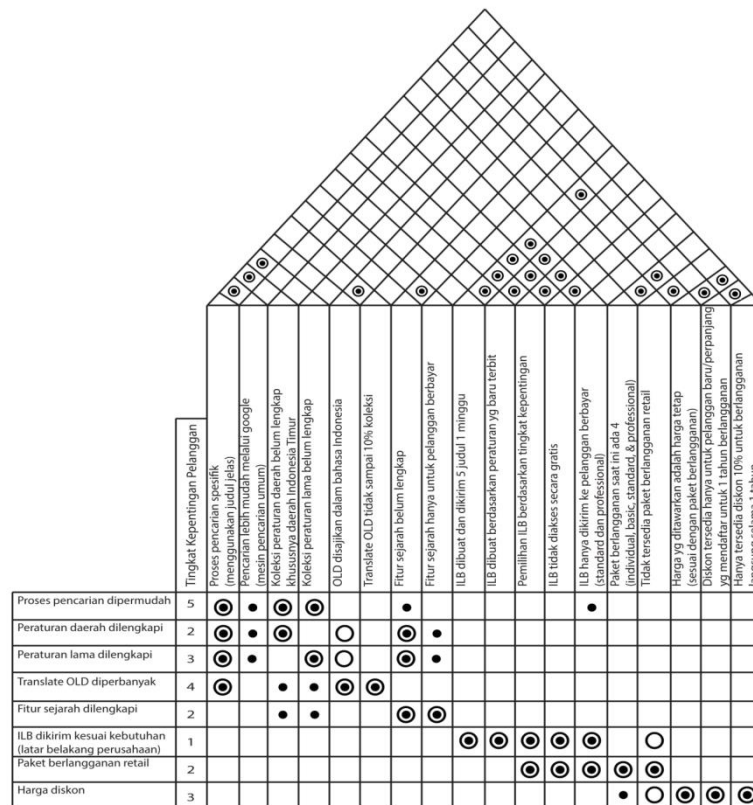 Tingkat Kepentingan Pelanggan
Proses pencarian spesifik
(menggunakan judul jelas)
Pencarian lebih mudah melalui google
(mesin pencarian umum)
Koleksi peraturan daerah belum lengkap
khususnya daerah Indonesia Timur
Koleksi peraturan lama belum lengkap
OLD disajikan dalam bahasa Indonesia
Translate OLD tidak sampai 10% koleksi
Fitur sejarah belum lengkap
Fitur sejarah hanya untuk pelanggan berbayar
ILB dibuat dan dikirim 5 judul 1 minggu
ILB dibuat berdasarkan peraturan yg baru terbit
Pemilihan ILB berdasarkan tingkat kepentingan
ILB tidak diakses secara gratis
ILB hanya dikirim ke pelanggan berbayar
(standard dan professional)
Paket berlangganan saat ini ada 4
(individual, basic, standard, & professional)
Tidak tersedia paket berlangganan retail
Harga yg ditawarkan adalah harga tetap
(sesuai dengan paket berlangganan)
Diskon tersedia hanya untuk pelanggan baru/perpanjang
yg mendaftar untuk 1 tahun berlangganan
Hanya tersedia diskon 10% untuk berlangganan
langsung selama 1 tahun
Proses pencarian dipermudah 5
Peraturan daerah dilengkapi 2
Peraturan lama dilengkapi 3
Translate OLD diperbanyak 4
Fitur sejarah dilengkapi 2
ILB dikirim kesuai kebutuhan 1
(latar belakang perusahaan)
Paket berlangganan retail 2
Harga diskon 3